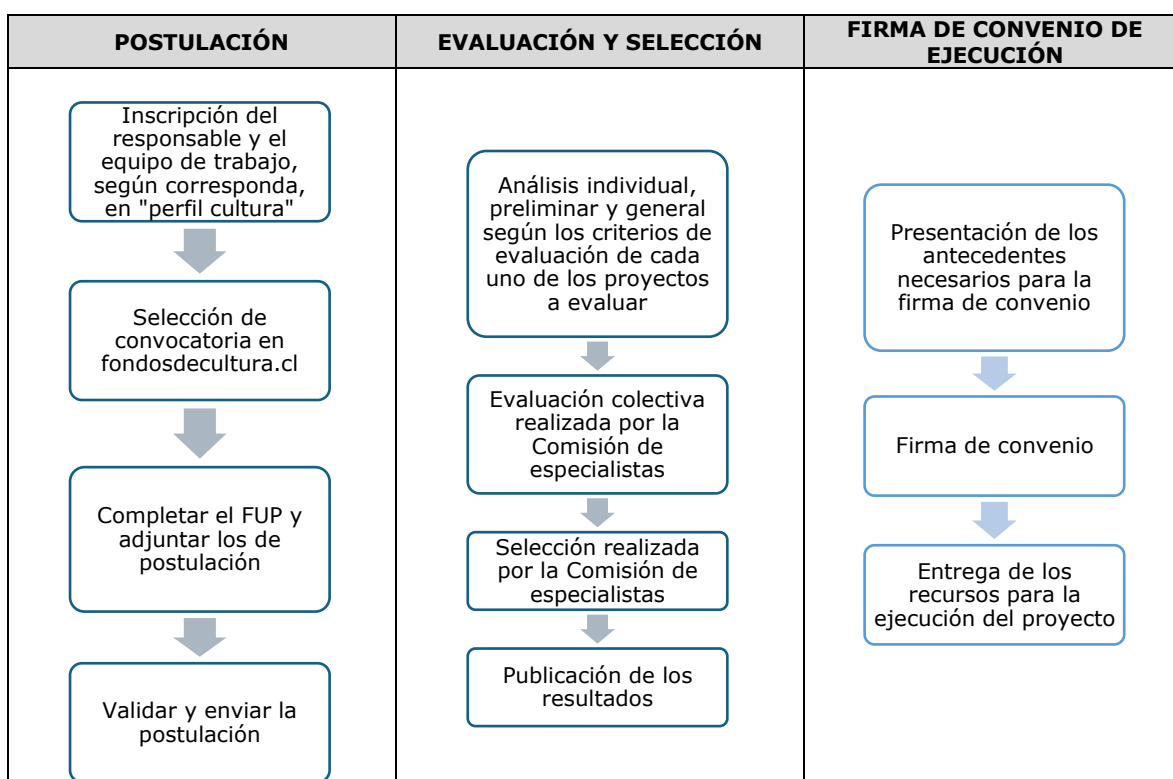 POSTULACIÓN
Inscripción del
responsable y el
equipo de trabajo,
según corresponda,
en "perfil cultura"
Selección de
convocatoria en
fondosdecultura.cl
Completar el FUP y
adjuntar los de
postulación
Validar y enviar la
postulación
EVALUACIÓN Y SELECCIÓN
Análisis individual,
preliminar y general
según los criterios de
evaluación de cada
uno de los proyectos
a evaluar
Evaluación colectiva
realizada por la
Comisión de
especialistas
Selección realizada
por la Comisión de
especialistas
Publicación de los
resultados
FIRMA DE CONVENIO DE
EJECUCIÓN
Presentación de los
antecedentes
necesarios para la
firma de convenio
Firma de convenio
Entrega de los
recursos para la
ejecución del proyecto